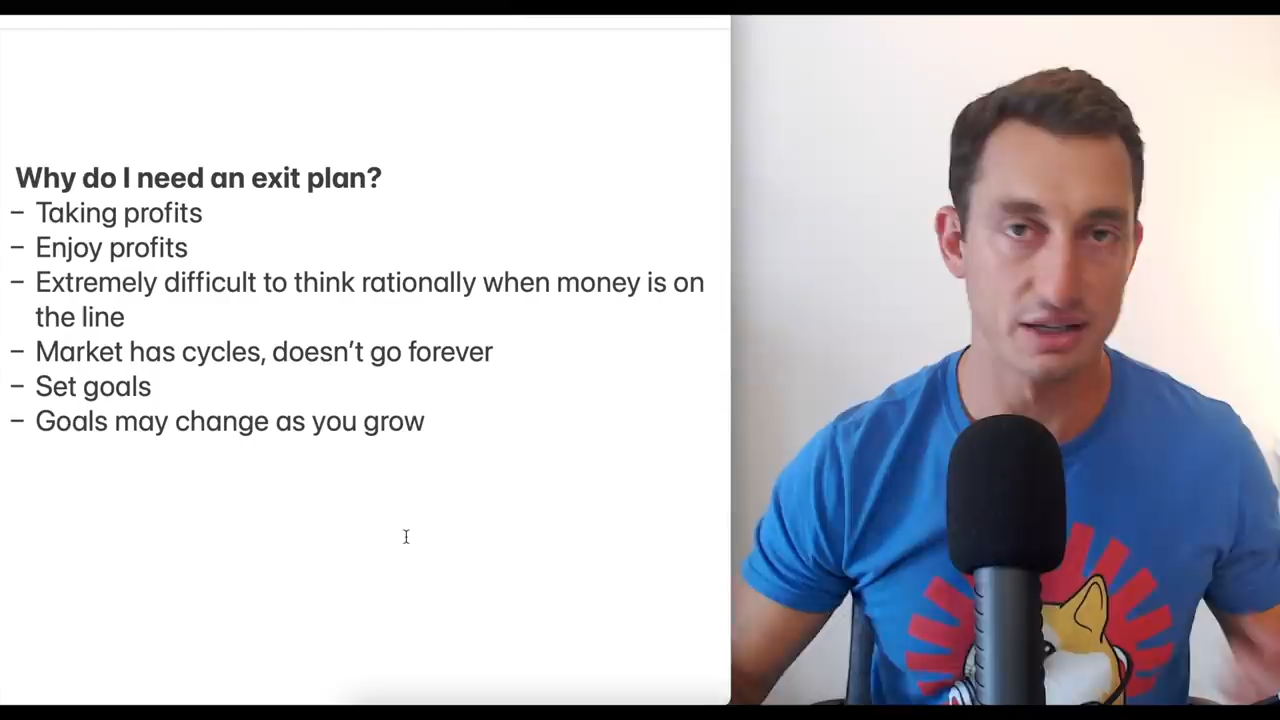 Why do I need an exit plan?
– Taking profits
– Enjoy profits
– Extremely difficult to think rationally when money is on
the line
– Market has cycles, doesn’t go forever
– Set goals
– Goals may change as you grow